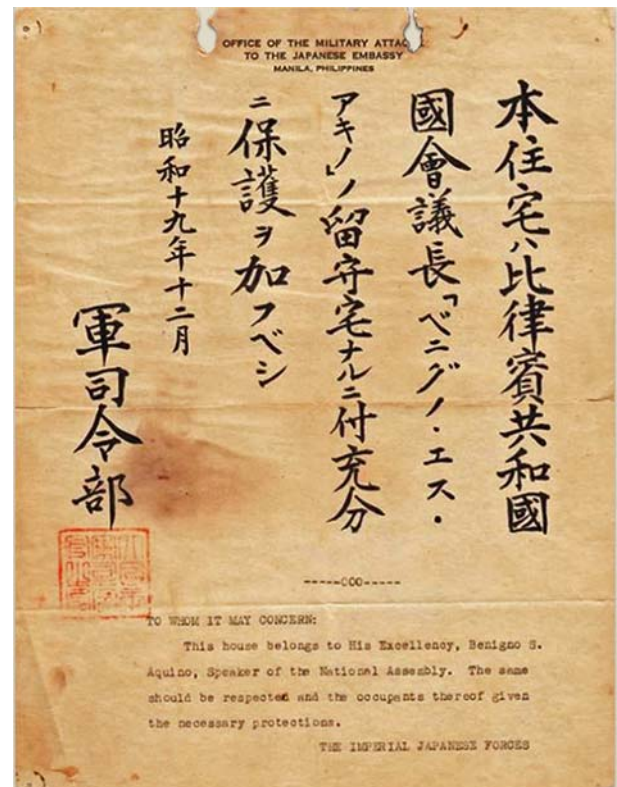 OFFICE OF THE MILITARY ATTAC
TO THE JAPANESE EMBASSY
MANILA, PHILIPPINES
本住宅ハ比律賓共和國
國會議長「ベニグノ・エス・
アキノ」ノ留守宅ナルニ付充分
ニ保護ヲ加フベシ
昭和十九年十二月
軍司令部
-----ooo-----
TO WHOM IT MAY CONCERN:
This house belongs to His Excellency, Benigno S.
Aquino, Speaker of the National Assembly. The same
should be respected and the occupants thereof given
the necessary protections.
THE IMPERIAL JAPANESE FORCES